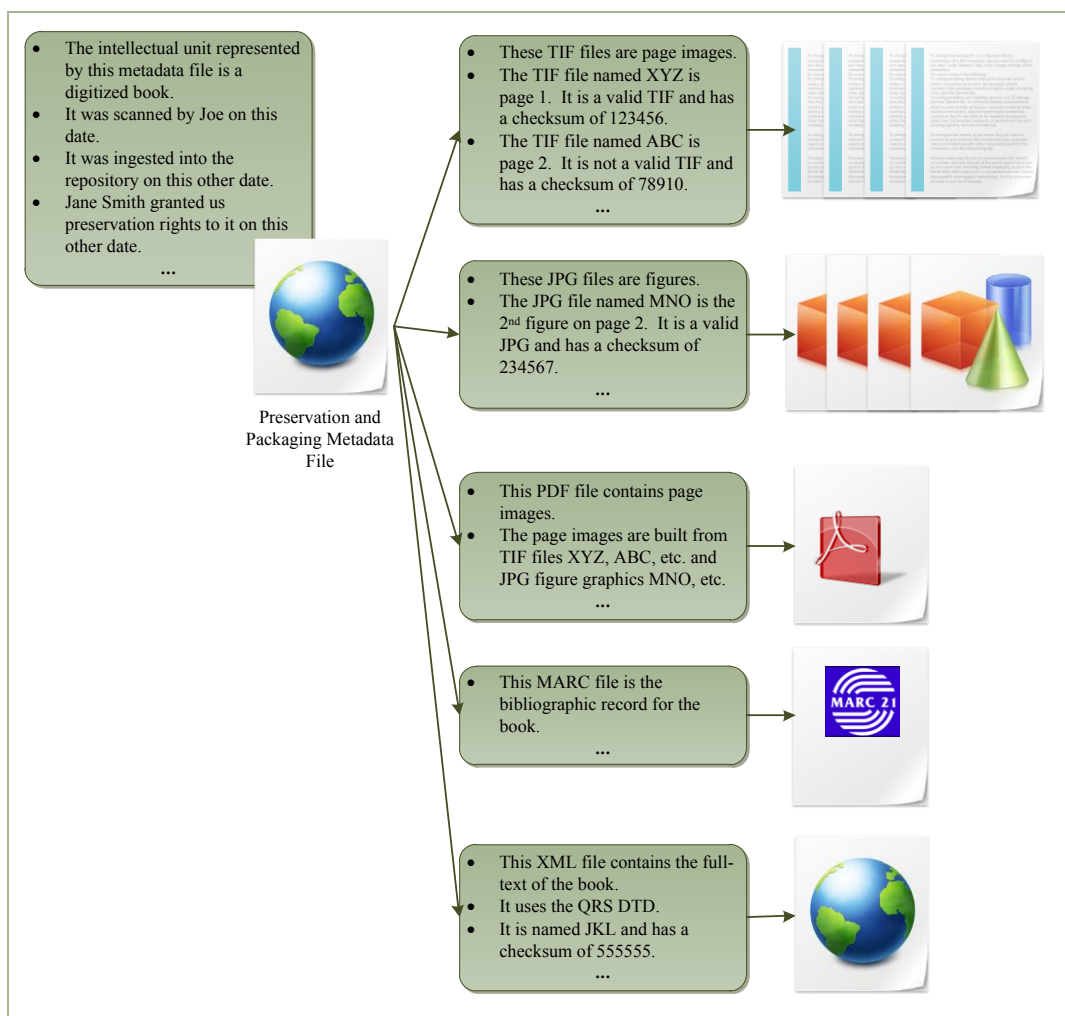 • The intellectual unit represented
by this metadata file is a
digitized book.
• It was scanned by Joe on this
date.
• It was ingested into the
repository on this other date.
• Jane Smith granted us
preservation rights to it on this
other date.
...
Preservation and
Packaging Metadata
File
• These TIF files are page images.
• The TIF file named XYZ is
page 1.  It is a valid TIF and has
a checksum of 123456.
• The TIF file named ABC is
page 2.  It is not a valid TIF and
has a checksum of 78910.
...
• These JPG files are figures.
• The JPG file named MNO is the
2nd figure on page 2.  It is a valid
JPG and has a checksum of
234567.
...
• This PDF file contains page
images.
• The page images are built from
TIF files XYZ, ABC, etc. and
JPG figure graphics MNO, etc.
...
• This MARC file is the
bibliographic record for the
book.
...
MARC 21
• This XML file contains the full-
text of the book.
• It uses the QRS DTD.
• It is named JKL and has a
checksum of 555555.
...